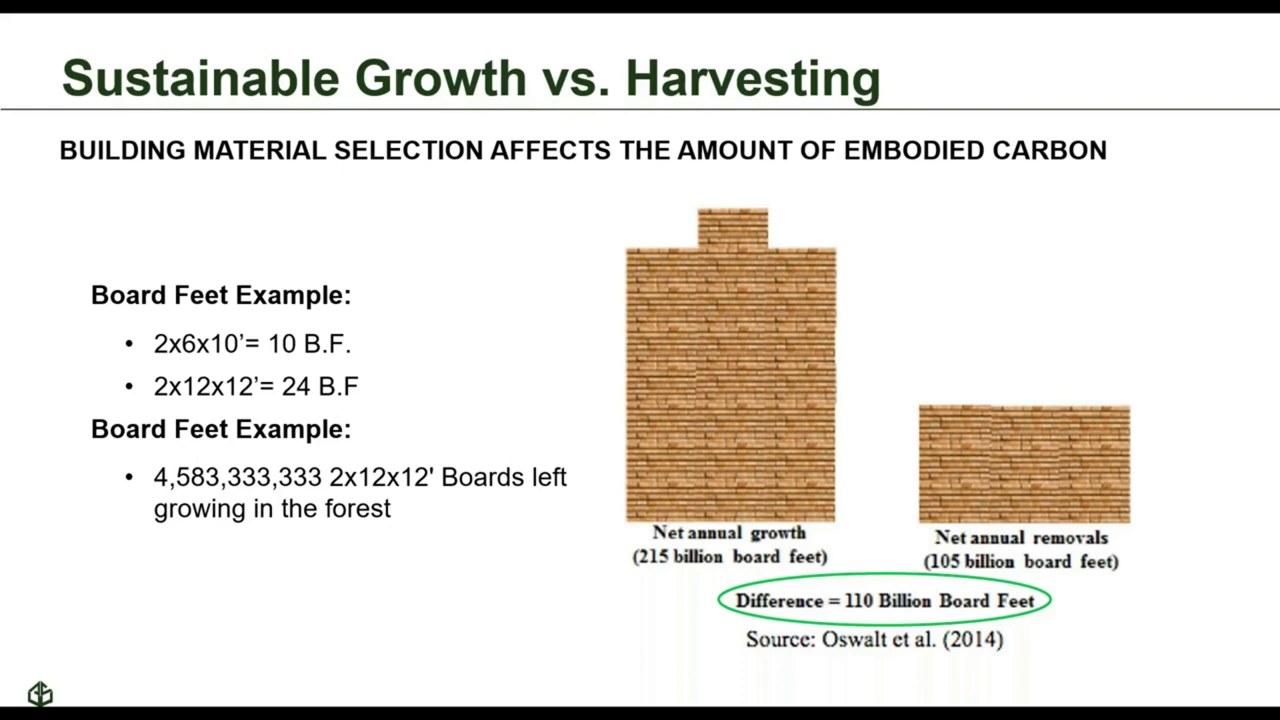 Sustainable Growth vs. Harvesting
BUILDING MATERIAL SELECTION AFFECTS THE AMOUNT OF EMBODIED CARBON
Board Feet Example:
• 2x6x10’= 10 B.F.
• 2x12x12’= 24 B.F
Board Feet Example:
• 4,583,333,333 2x12x12' Boards left
growing in the forest
Net annual growth
(215 billion board feet)
Net annual removals
(105 billion board feet)
Difference = 110 Billion Board Feet
Source: Oswalt et al. (2014)